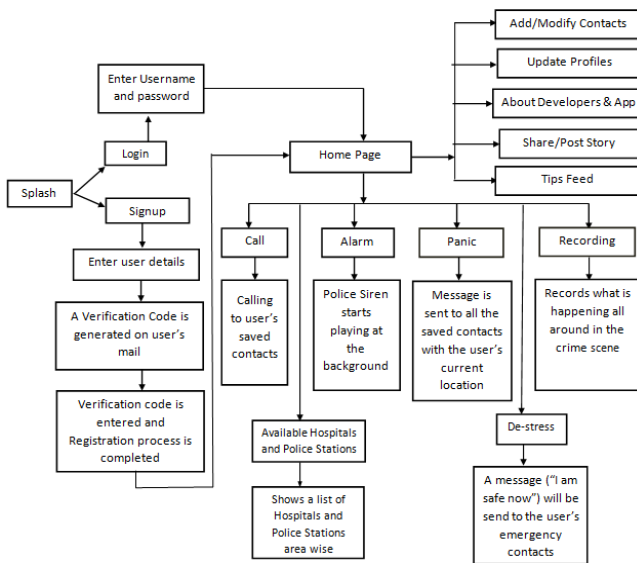 Splash
Login
Enter Username
and password
Signup
Enter user details
A Verification Code is
generated on user's
mail
Verification code is
entered and
Registration process is
completed
Home Page
Add/Modify Contacts
Update Profiles
About Developers & App
Share/Post Story
Tips Feed
Call
Calling
to user's
saved
contacts
Alarm
Police Siren
starts
playing at
the
background
Panic
Message is
sent to all the
saved contacts
with the user's
current
location
Recording
Records what is
happening all
around in the
crime scene
Available Hospitals
and Police Stations
Shows a list of
Hospitals and
Police Stations
area wise
De-stress
A message ("I am
safe now") will be
send to the user's
emergency
contacts